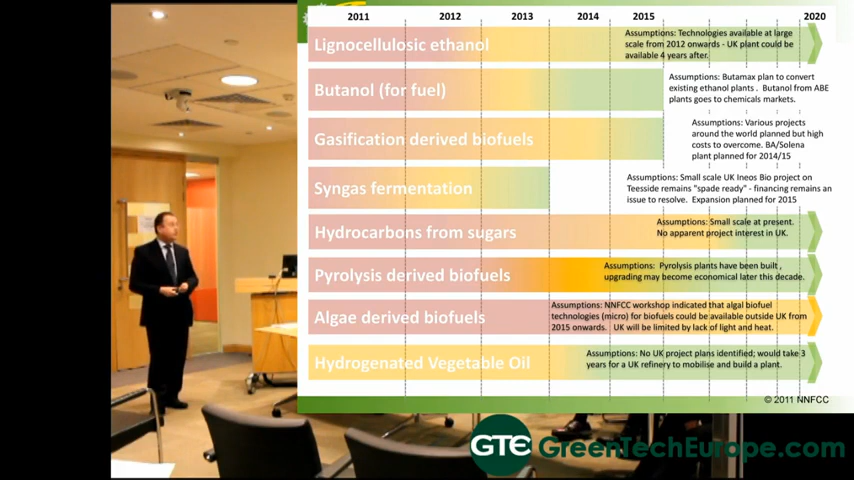 2011 2012 2013 2014 2015 2020
Lignocellulosic ethanol
Assumptions: Technologies available at large
scale from 2012 onwards - UK plant could be
available 4 years after.
Butanol (for fuel)
Assumptions: Butamax plan to convert
existing ethanol plants . Butanol from ABE
plants goes to chemicals markets.
Gasification derived biofuels
Assumptions: Various projects
around the world planned but high
costs to overcome. BA/Solena
plant planned for 2014/15
Syngas fermentation
Assumptions: Small scale UK Ineos Bio project on
Teesside remains "spade ready" - financing remains an
issue to resolve. Expansion planned for 2015
Hydrocarbons from sugars
Assumptions: Small scale at present.
No apparent project interest in UK.
Pyrolysis derived biofuels
Assumptions: Pyrolysis plants have been built ,
upgrading may become economical later this decade.
Algae derived biofuels
Assumptions: NNFCC workshop indicated that algal biofuel
technologies (micro) for biofuels could be available outside UK from
2015 onwards. UK will be limited by lack of light and heat.
Hydrogenated Vegetable Oil
Assumptions: No UK project plans identified; would take 3
years for a UK refinery to mobilise and build a plant.
© 2011 NNFCC
GTE GreenTechEurope.com